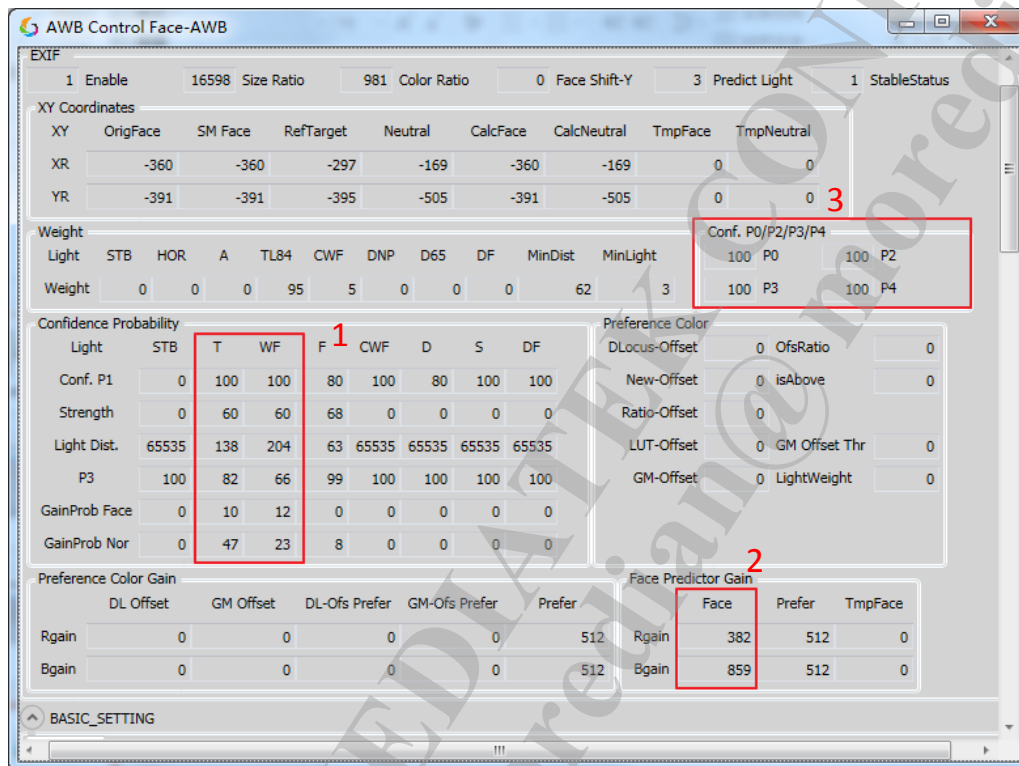 AWB Control Face-AWB
EXIF
1 Enable 16598 Size Ratio 981 Color Ratio 0 Face Shift-Y 3 Predict Light 1 StableStatus
XY Coordinates
XY OrigFace SM Face RefTarget Neutral CalcFace CalcNeutral TmpFace TmpNeutral
XR -360 -360 -297 -169 -360 -169 0 0
YR -391 -391 -395 -505 -391 -505 0 0
3
Weight
Light STB HOR A TL84 CWF DNP D65 DF MinDist MinLight
Weight 0 0 0 95 5 0 0 0 62 3
Conf. P0/P2/P3/P4
100 P0 100 P2
100 P3 100 P4
Confidence Probability
1
Light STB T WF F CWF D S DF
Conf. P1 0 100 100 80 100 80 100 100
Strength 0 60 60 68 0 0 0 0
Light Dist. 65535 138 204 63 65535 65535 65535 65535
P3 100 82 66 99 100 100 100 100
GainProb Face 0 10 12 0 0 0 0 0
GainProb Nor 0 47 23 8 0 0 0 0
Preference Color
DLocus-Offset 0 OfsRatio 0
New-Offset 0 isAbove 0
Ratio-Offset 0
LUT-Offset 0 GM Offset Thr 0
GM-Offset 0 LightWeight 0
Preference Color Gain
DL Offset GM Offset DL-Ofs Prefer GM-Ofs Prefer Prefer
Rgain 0 0 0 0 512
Bgain 0 0 0 0 512
2
Face Predictor Gain
Face Prefer TmpFace
Rgain 382 512 0
Bgain 859 512 0
BASIC_SETTING